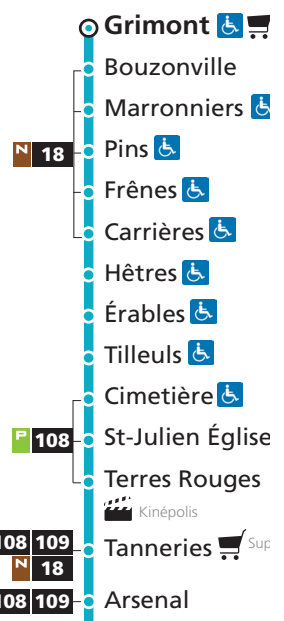 Grimont
Bouzonville
Marronniers
N 18 Pins
Frênes
Carrières
Hêtres
Érables
Tilleuls
Cimetière
P 108 St-Julien Église
Terres Rouges
Kinépolis
108 109 Tanneries Sup
N 18
108 109 Arsenal